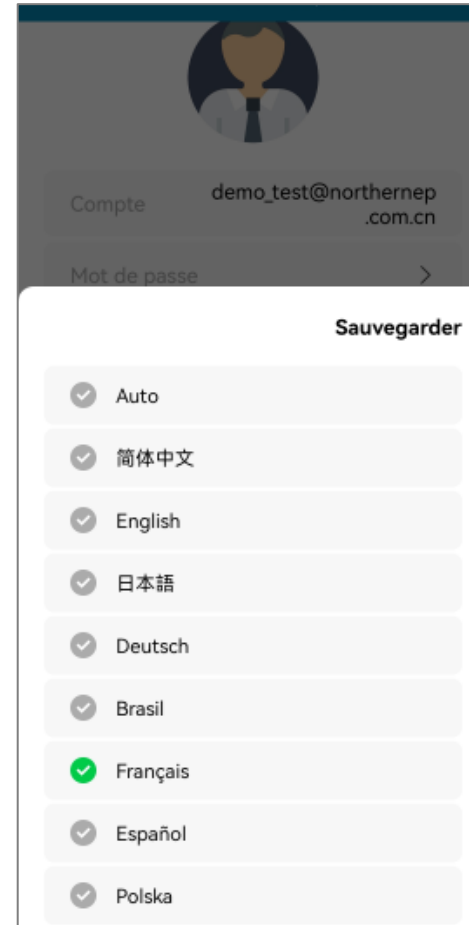 Compte
demo_test@northernep
.com.cn
Mot de passe
Sauvegarder
Auto
简体中文
English
日本語
Deutsch
Brasil
Français
Español
Polska